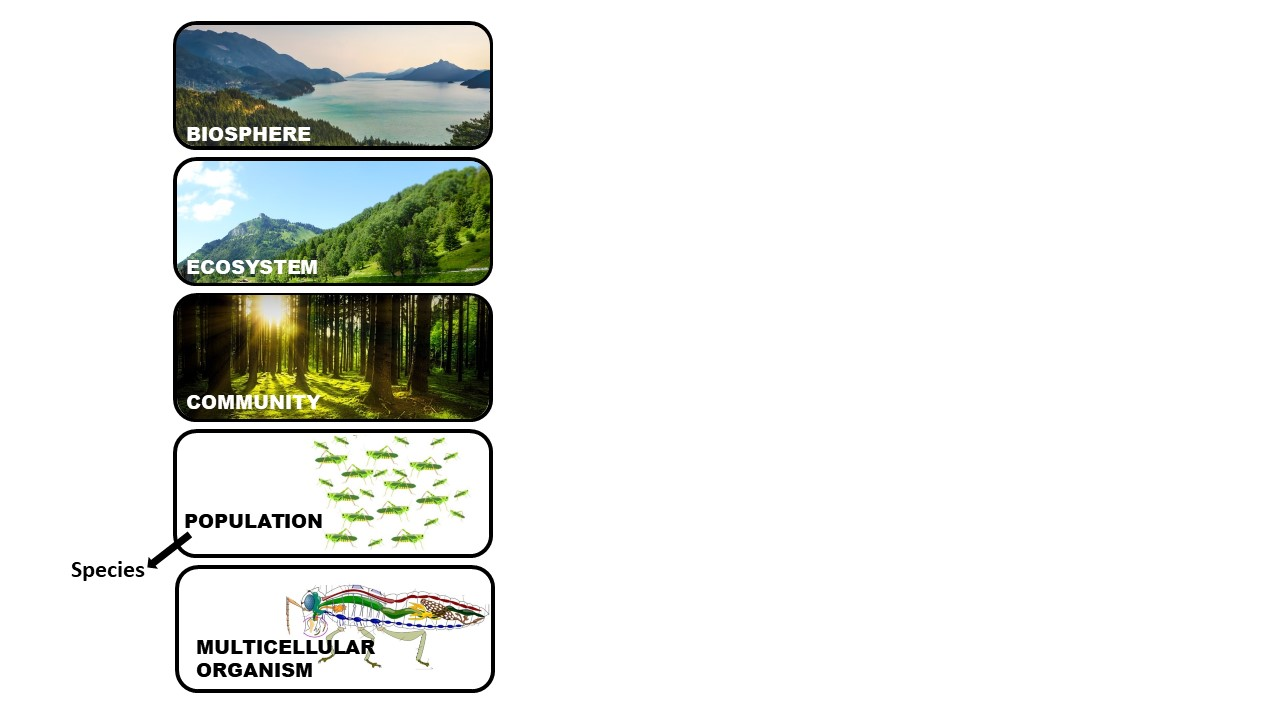 BIOSPHERE
ECOSYSTEM
COMMUNITY
POPULATION
Species
MULTICELLULAR
ORGANISM